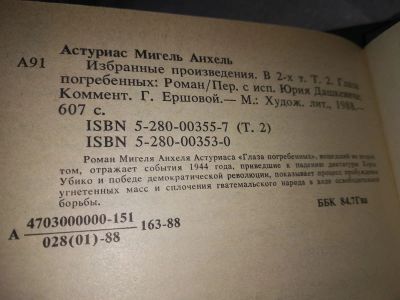 Астуриас Мигель Анхель
А91
Избранные произведения. В 2-х т. Т. 2. Глаза
погребенных: Роман/Пер. с исп. Юрия Дашкевича;
Коммент. Г. Ершовой.— М.: Худож. лит., 1988.—
607 с.
ISBN 5-280-00355-7 (Т. 2)
ISBN 5-280-00353-0
Роман Мигеля Анхеля Астуриаса «Глаза погребенных», вошедший во второй
том, отражает события 1944 года, приведшие к падению диктатуры Хорхе
Убико и победе демократической революции, показывает процесс пробуждения
угнетенных масс и сплочения гватемальского народа в ходе освободительной
борьбы.
А 4703000000-151 163-88
028(01)-88
ББК 84.7Гва